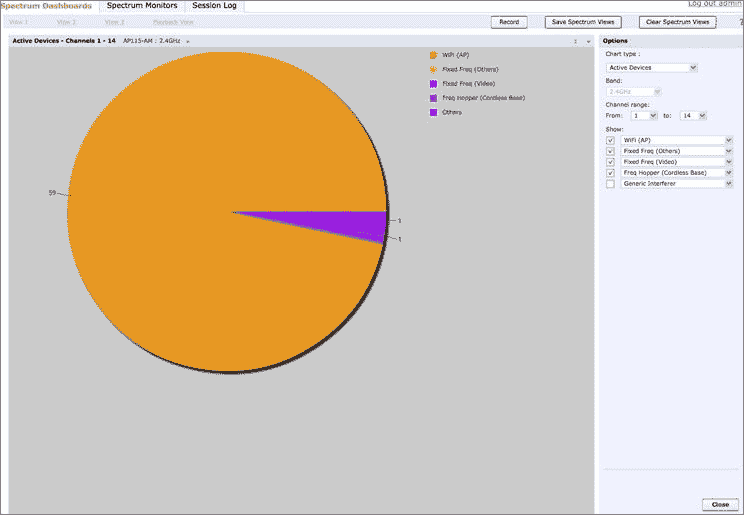 Spectrum Dashboards Spectrum Monitors Session Log Log out admin
View 1 View 2 View 3 Playback View Record Save Spectrum Views Clear Spectrum Views ?
Active Devices - Channels 1 - 14 AP115-AM : 2.4GHz
WiFi (AP)
Fixed Freq (Others)
Fixed Freq (Video)
Freq Hopper (Cordless Base)
Others
59
1
1
Options
Chart type :
Active Devices
Band:
2.4GHz
Channel range:
From: 1 to: 14
Show:
WiFi (AP)
Fixed Freq (Others)
Fixed Freq (Video)
Freq Hopper (Cordless Base)
Generic Interferer
Close